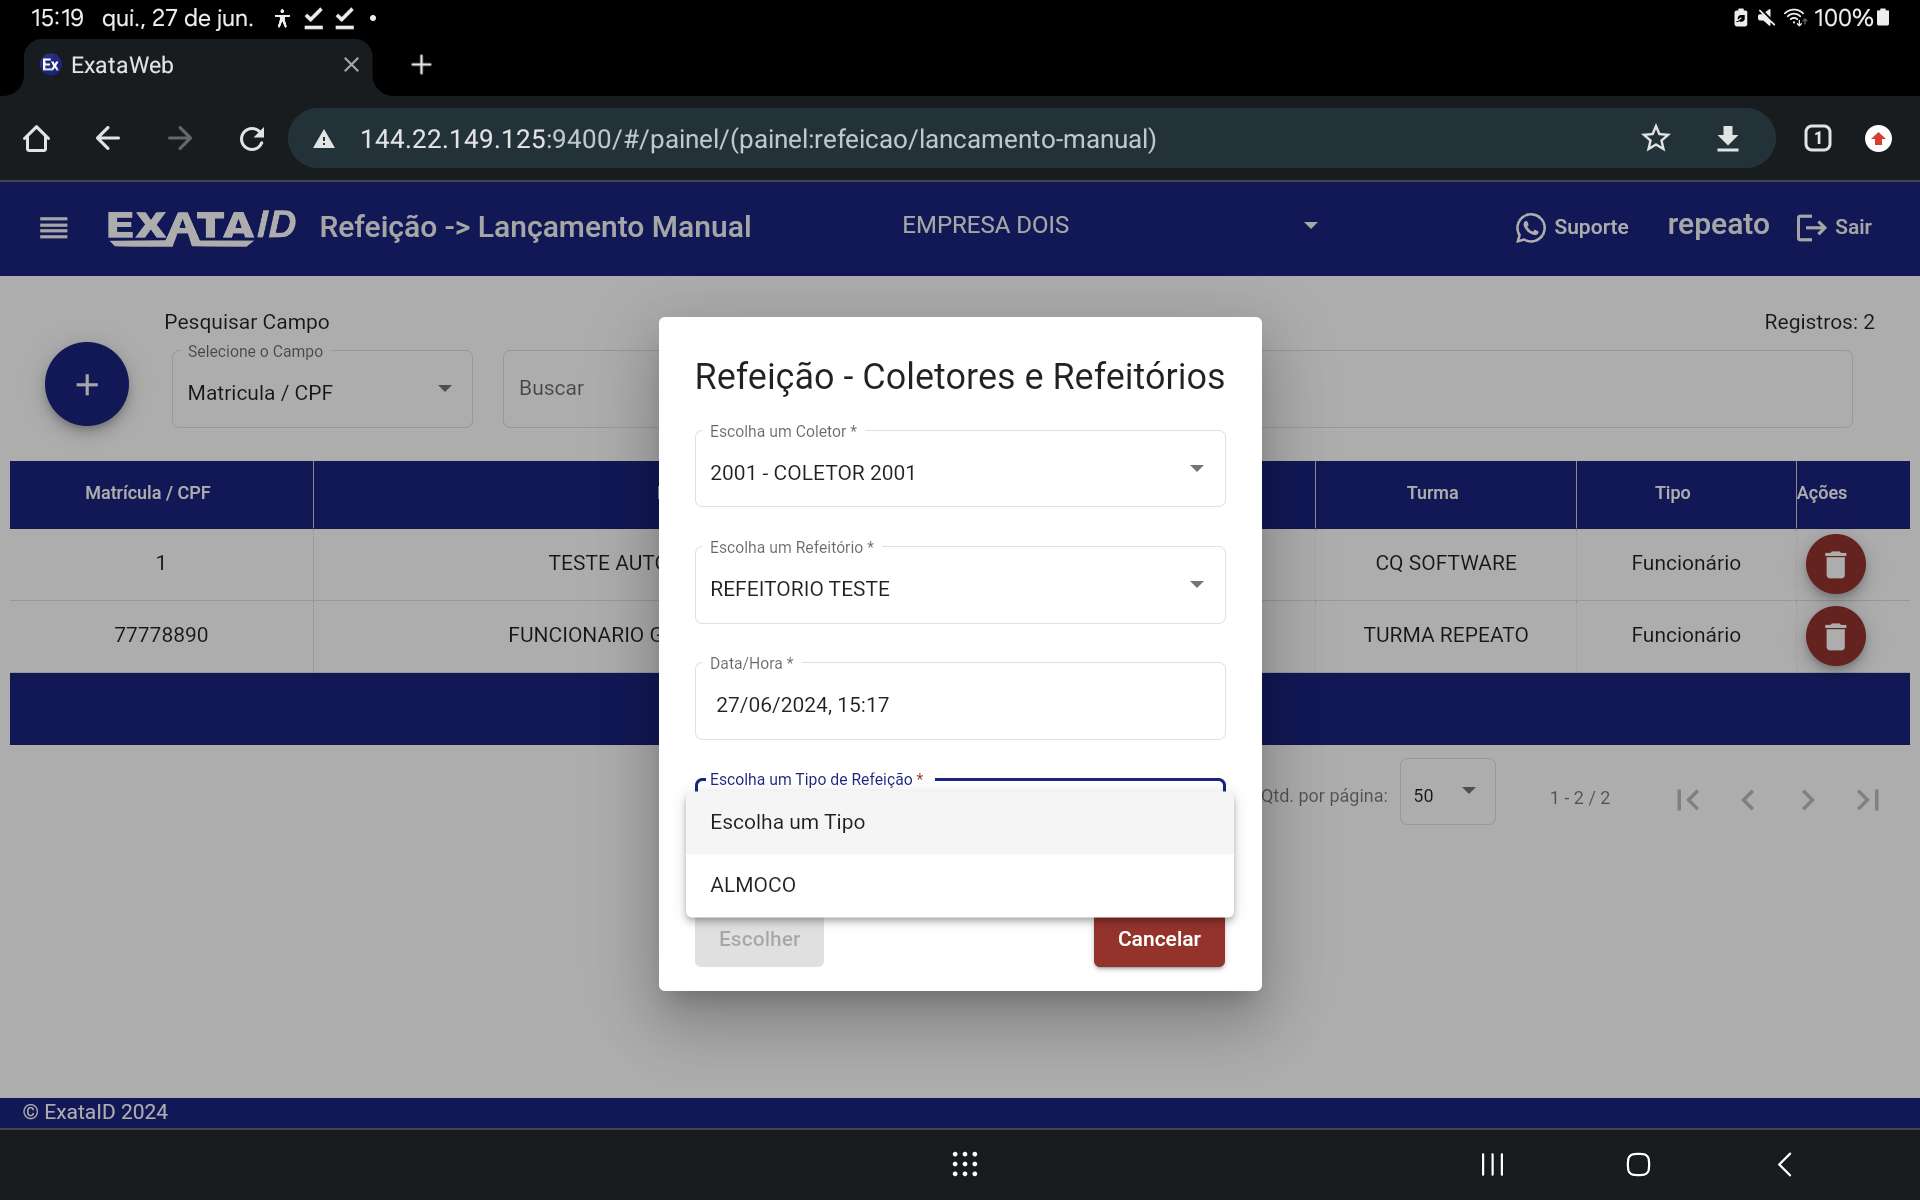 15:19 qui., 27 de jun. 100%
Ex ExataWeb
144.22.149.125:9400/#/painel/(painel:refeicao/lancamento-manual) 1
EXATAID Refeição -> Lançamento Manual EMPRESA DOIS Suporte repeato Sair
Pesquisar Campo Registros: 2
Selecione o Campo
Matricula / CPF Buscar
Refeição - Coletores e Refeitórios
Escolha um Coletor *
2001 - COLETOR 2001
Escolha um Refeitório *
REFEITORIO TESTE
Data/Hora *
27/06/2024, 15:17
Escolha um Tipo de Refeição *
Escolha um Tipo
ALMOCO
Escolher Cancelar
Matrícula / CPF Turma Tipo Ações
1 TESTE CQ SOFTWARE Funcionário
77778890 FUNCIONARIO TURMA REPEATO Funcionário
Qtd. por página: 50 1 - 2 / 2
© ExataID 2024